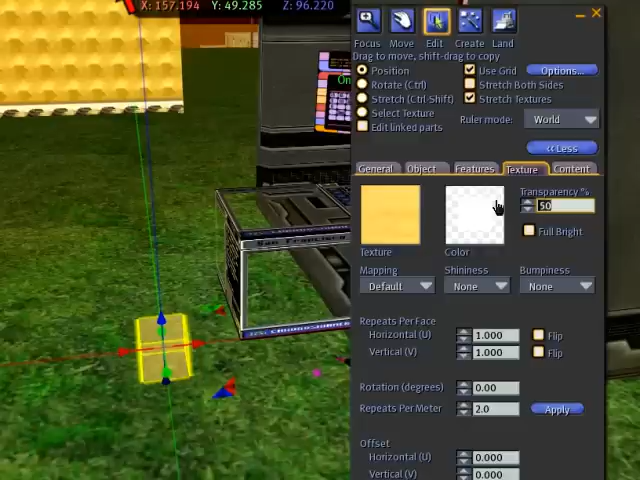 X: 157.194 Y: 49.285 Z: 96.220
Focus Move Edit Create Land
Drag to move, shift-drag to copy
Position
Rotate (Ctrl)
Stretch (Ctrl-Shift)
Select Texture
Edit linked parts
Use Grid
Options...
Stretch Both Sides
Stretch Textures
Ruler mode: World
<< Less
General Object Features Texture Content
Transparency %
50
Full Bright
Texture Color
Mapping Shininess Bumpiness
Default None None
Repeats Per Face
Horizontal (U) 1.000 Flip
Vertical (V) 1.000 Flip
Rotation (degrees) 0.00
Repeats Per Meter 2.0 Apply
Offset
Horizontal (U) 0.000
Vertical (V) 0.000
On
San Francisco